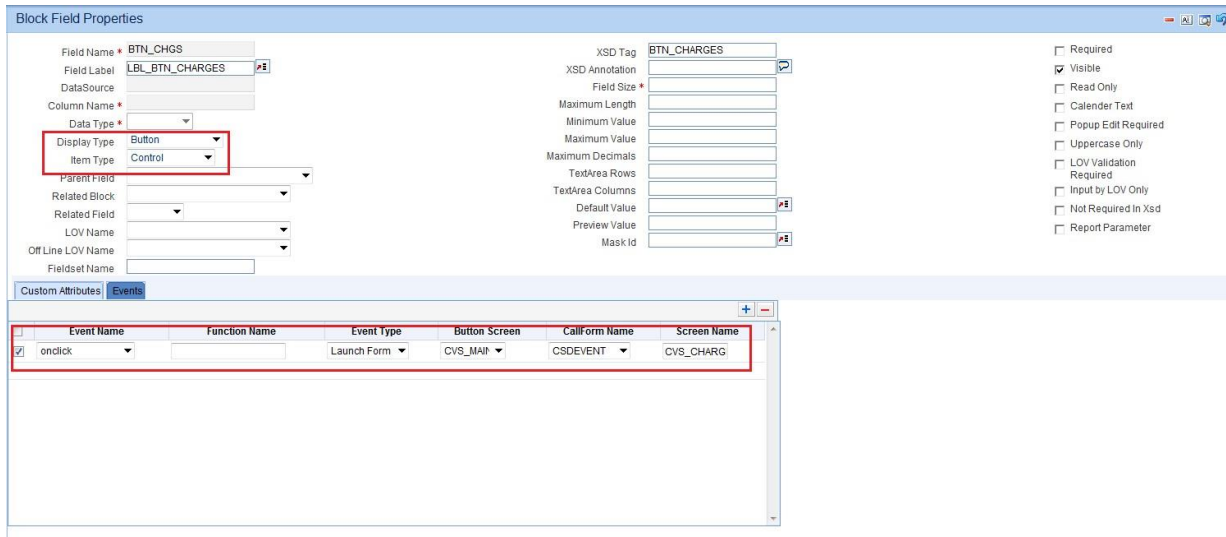 Block Field Properties
Field Name * BTN_CHGS
Field Label LBL_BTN_CHARGES
DataSource
Column Name *
Data Type *
Display Type Button
Item Type Control
Parent Field
Related Block
Related Field
LOV Name
Off Line LOV Name
Fieldset Name
XSD Tag BTN_CHARGES
XSD Annotation
Field Size *
Maximum Length
Minimum Value
Maximum Value
Maximum Decimals
TextArea Rows
TextArea Columns
Default Value
Preview Value
Mask Id
Required
Visible
Read Only
Calender Text
Popup Edit Required
Uppercase Only
LOV Validation
Required
Input by LOV Only
Not Required In Xsd
Report Parameter
Custom Attributes Events
Event Name Function Name Event Type Button Screen CallForm Name Screen Name
onclick Launch Form CVS_MAIN CSDEVENT CVS_CHARG